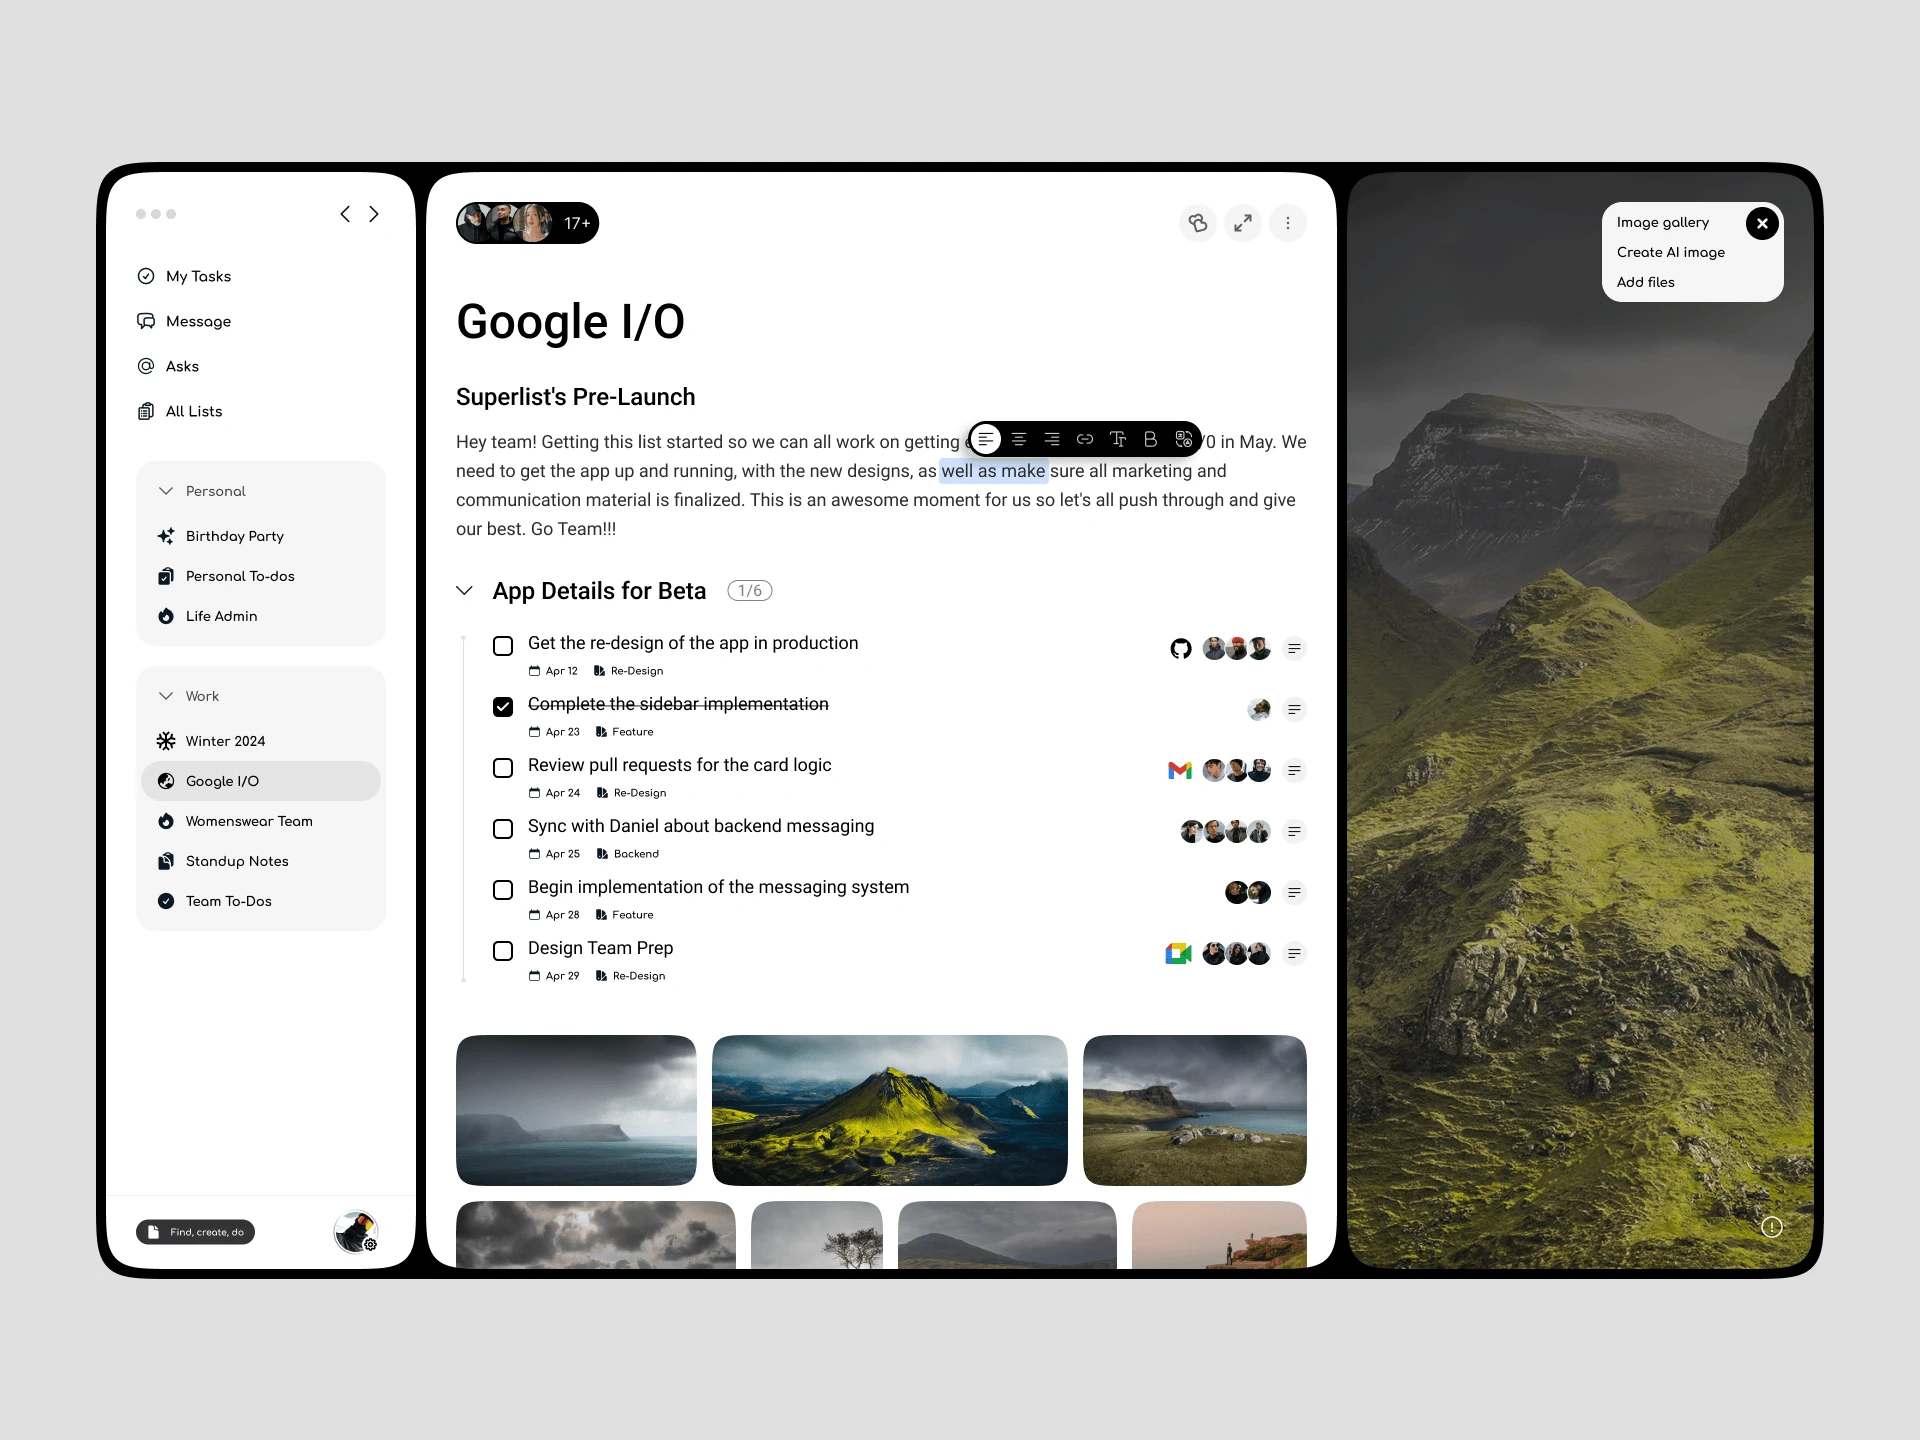 My Tasks
Message
Asks
All Lists
Personal
Birthday Party
Personal To-dos
Life Admin
Work
Winter 2024
Google I/O
Womenswear Team
Standup Notes
Team To-Dos
Find, create, do
17+
Google I/O
Superlist's Pre-Launch
Hey team! Getting this list started so we can all work on getting /0 in May. We
need to get the app up and running, with the new designs, as well as make sure all marketing and
communication material is finalized. This is an awesome moment for us so let's all push through and give
our best. Go Team!!!
App Details for Beta 1/6
Get the re-design of the app in production
Apr 12 Re-Design
Complete the sidebar implementation
Apr 23 Feature
Review pull requests for the card logic
Apr 24 Re-Design
Sync with Daniel about backend messaging
Apr 25 Backend
Begin implementation of the messaging system
Apr 28 Feature
Design Team Prep
Apr 29 Re-Design
Image gallery
Create AI image
Add files